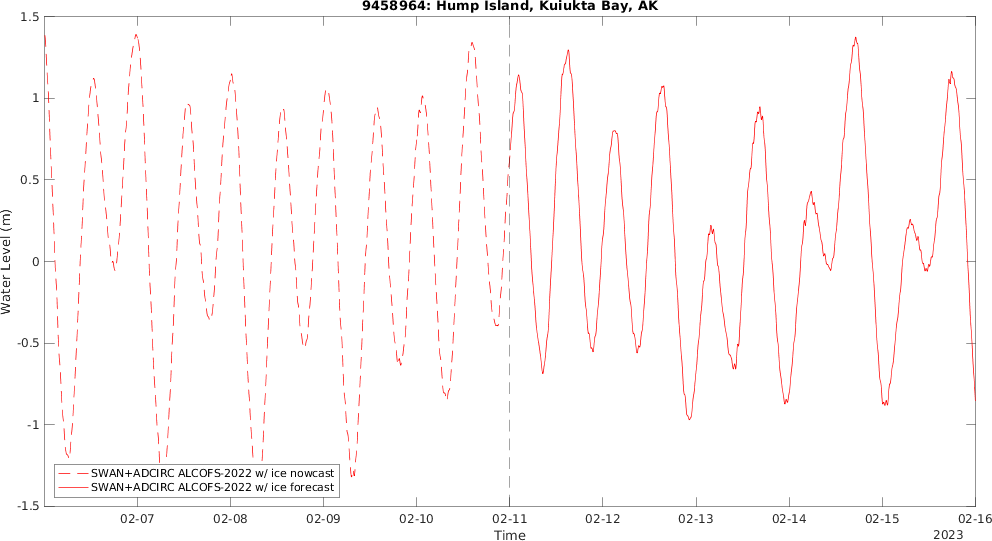 9458964: Hump Island, Kuiukta Bay, AK
1.5
1
0.5
0
-0.5
-1
-1.5
Water Level (m)
SWAN+ADCIRC ALCOFS-2022 w/ ice nowcast
SWAN+ADCIRC ALCOFS-2022 w/ ice forecast
02-07 02-08 02-09 02-10 02-11 02-12 02-13 02-14 02-15 02-16
Time
2023